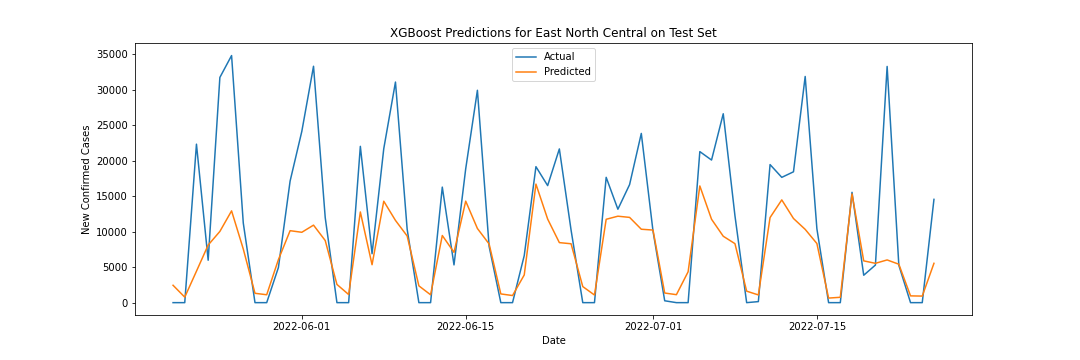 XGBoost Predictions for East North Central on Test Set
Actual
Predicted
New Confirmed Cases
35000
30000
25000
20000
15000
10000
5000
0
2022-06-01
2022-06-15
2022-07-01
2022-07-15
Date